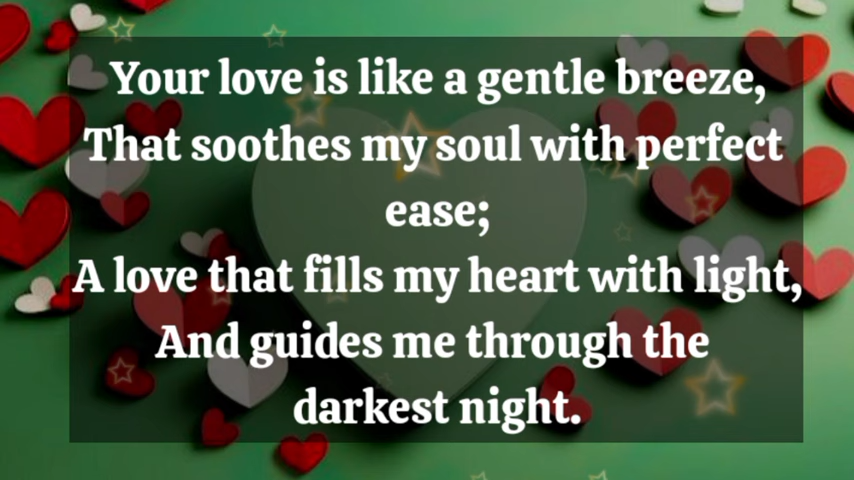 Your love is like a gentle breeze,
That soothes my soul with perfect
ease;
A love that fills my heart with light,
And guides me through the
darkest night.